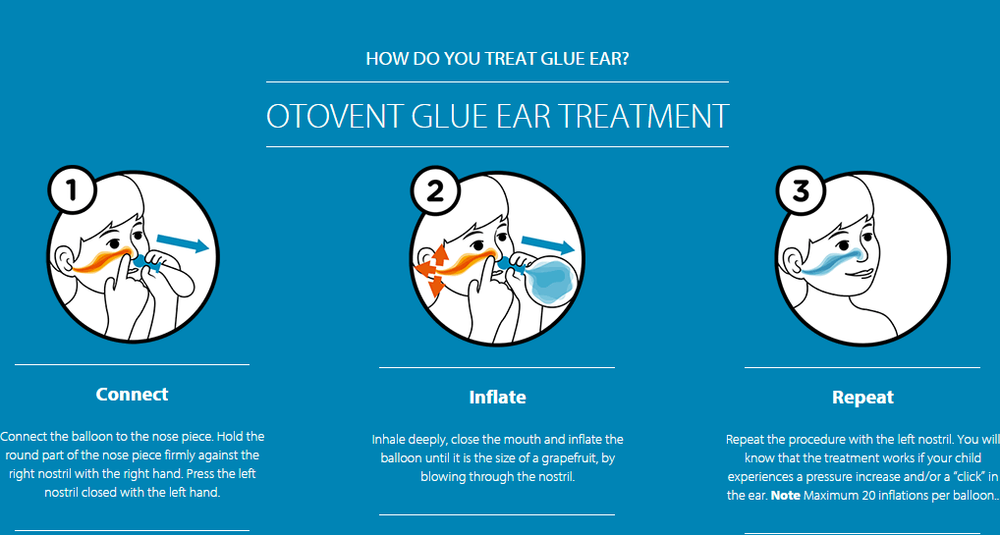 HOW DO YOU TREAT GLUE EAR?
OTOVENT GLUE EAR TREATMENT
1
2
3
Connect
Connect the balloon to the nose piece. Hold the
round part of the nose piece firmly against the
right nostril with the right hand. Press the left
nostril closed with the left hand.
Inflate
Inhale deeply, close the mouth and inflate the
balloon until it is the size of a grapefruit, by
blowing through the nostril.
Repeat
Repeat the procedure with the left nostril. You will
know that the treatment works if your child
experiences a pressure increase and/or a “click” in
the ear. Note Maximum 20 inflations per balloon..